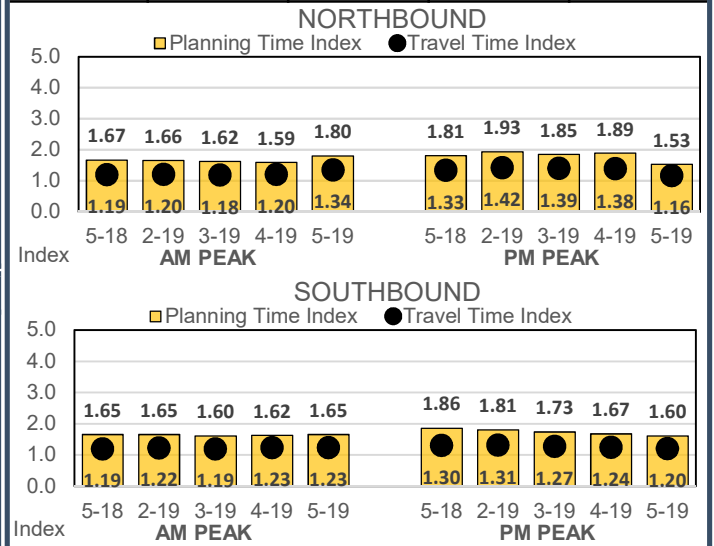 NORTHBOUND
Planning Time Index Travel Time Index
5.0
4.0
3.0
2.0
1.0
0.0
1.67 1.66 1.62 1.59 1.80 1.81 1.93 1.85 1.89 1.53
1.19 1.20 1.18 1.20 1.34 1.33 1.42 1.39 1.38 1.16
5-18 2-19 3-19 4-19 5-19 5-18 2-19 3-19 4-19 5-19
Index AM PEAK PM PEAK
SOUTHBOUND
Planning Time Index Travel Time Index
5.0
4.0
3.0
2.0
1.0
0.0
1.65 1.65 1.60 1.62 1.65 1.86 1.81 1.73 1.67 1.60
1.19 1.22 1.19 1.23 1.23 1.30 1.31 1.27 1.24 1.20
5-18 2-19 3-19 4-19 5-19 5-18 2-19 3-19 4-19 5-19
Index AM PEAK PM PEAK